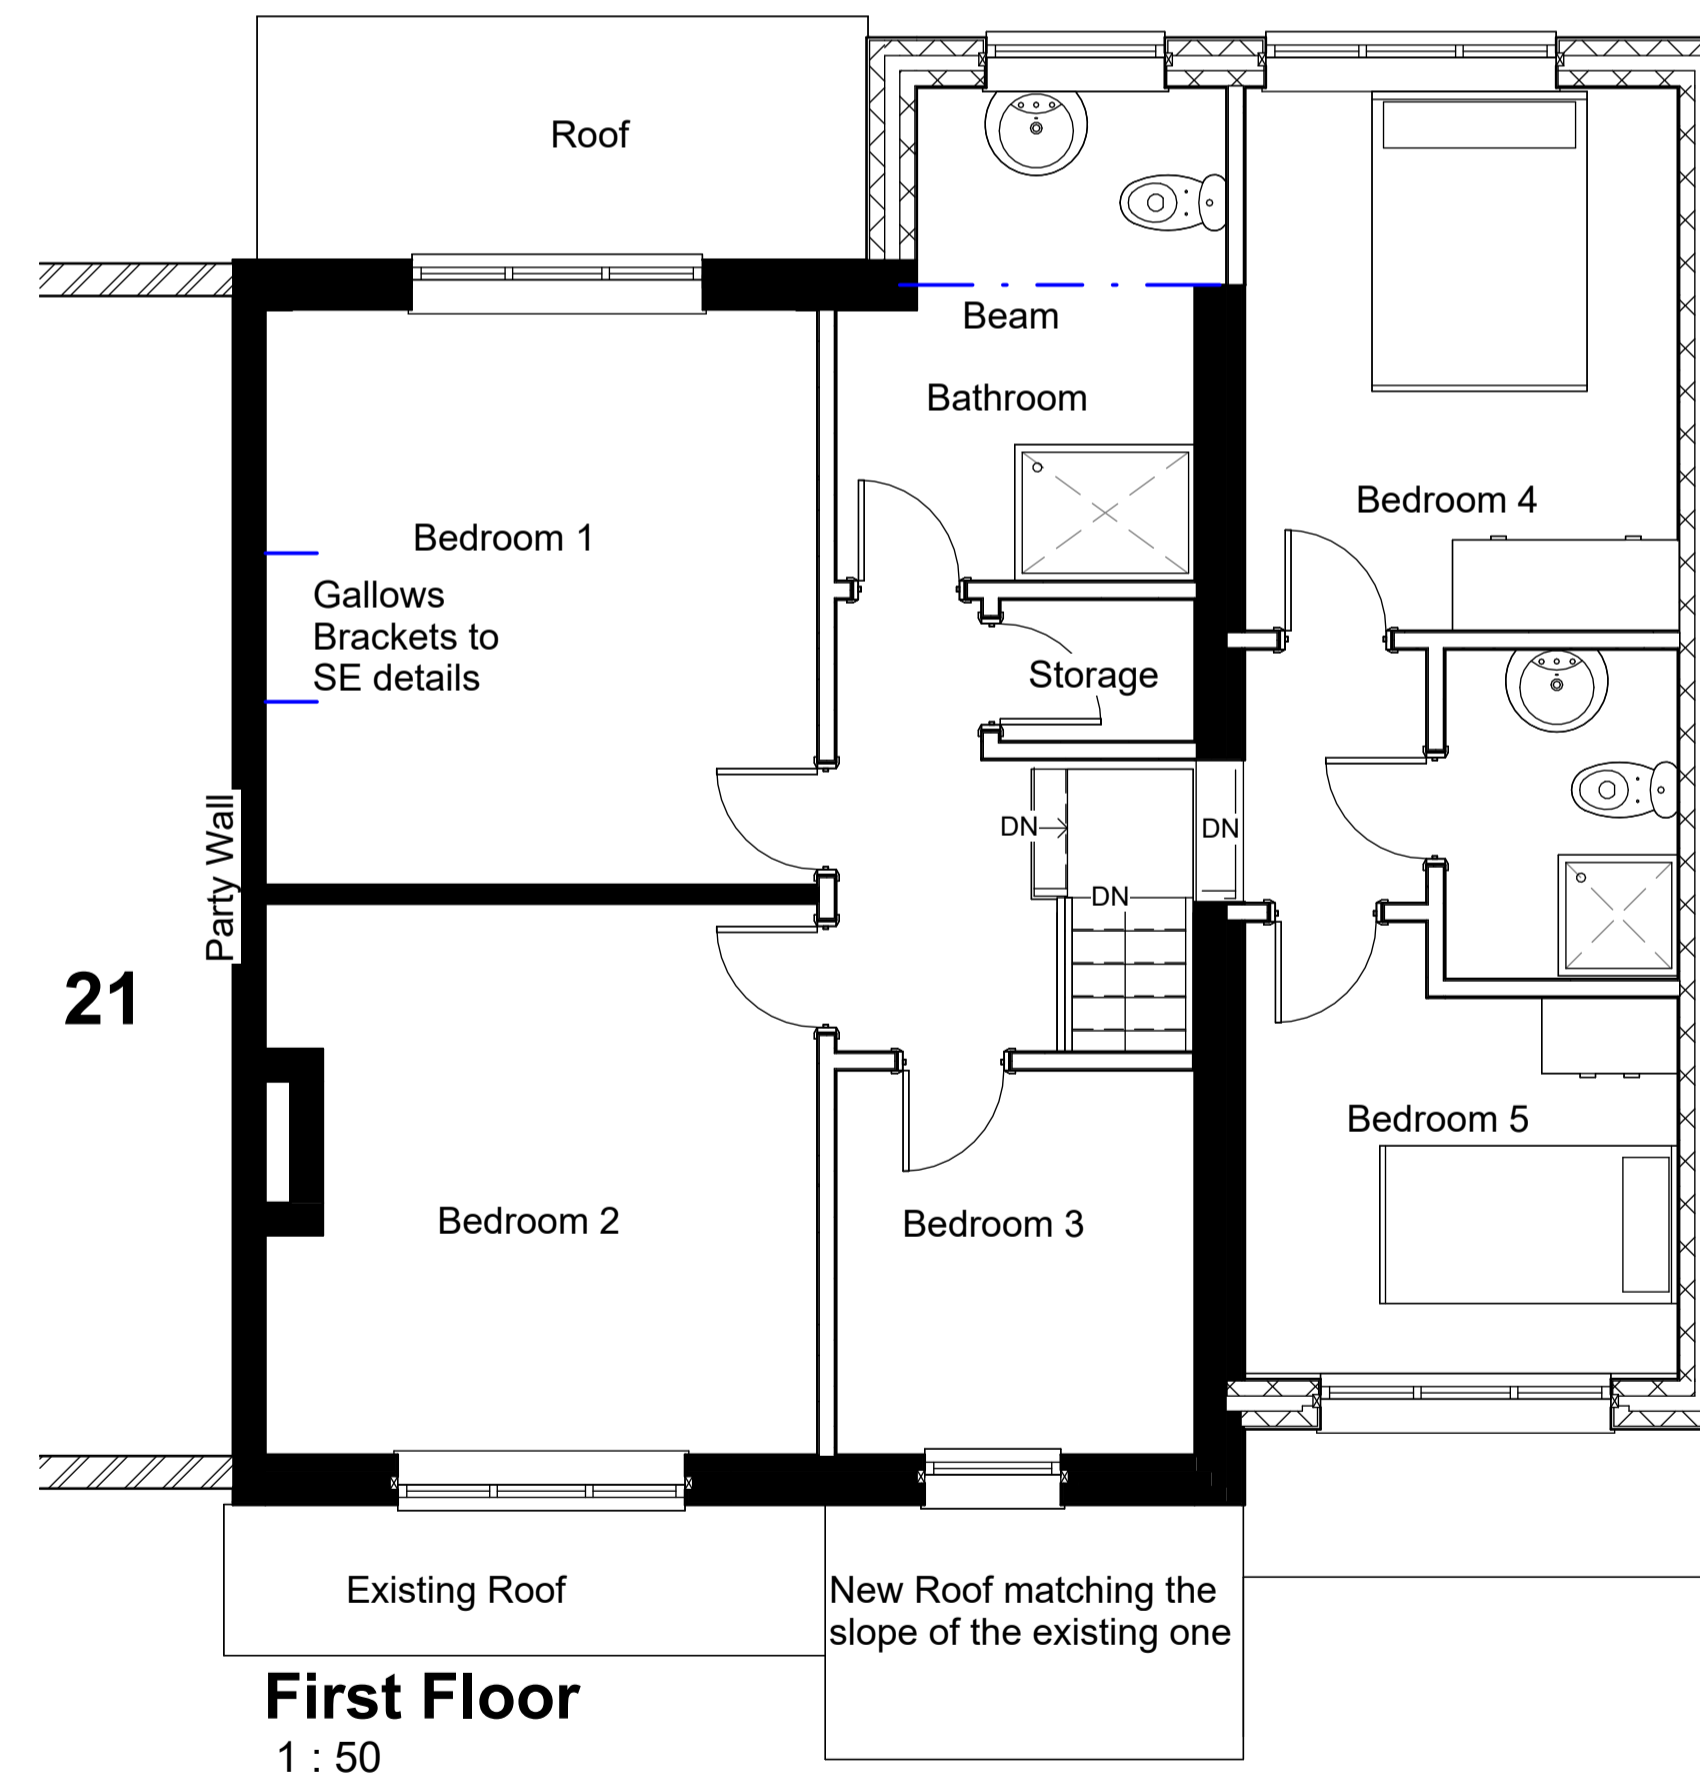 Roof
Beam
Bathroom
Bedroom 4
Bedroom 1
Gallows
Brackets to
SE details
Storage
DN
DN
DN
Party Wall
21
Bedroom 5
Bedroom 2
Bedroom 3
Existing Roof
New Roof matching the
slope of the existing one
First Floor
1 : 50